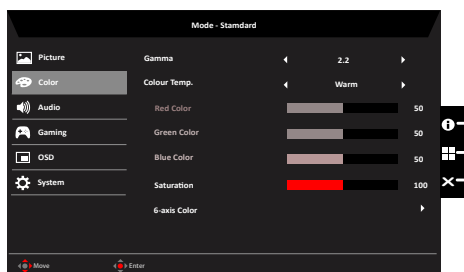 Mode - Standard
Picture
Gamma
2.2
Color
Colour Temp.
Warm
Audio
Red Color
50
Gaming
Green Color
50
OSD
Blue Color
50
System
Saturation
100
6-axis Color
Move
Enter